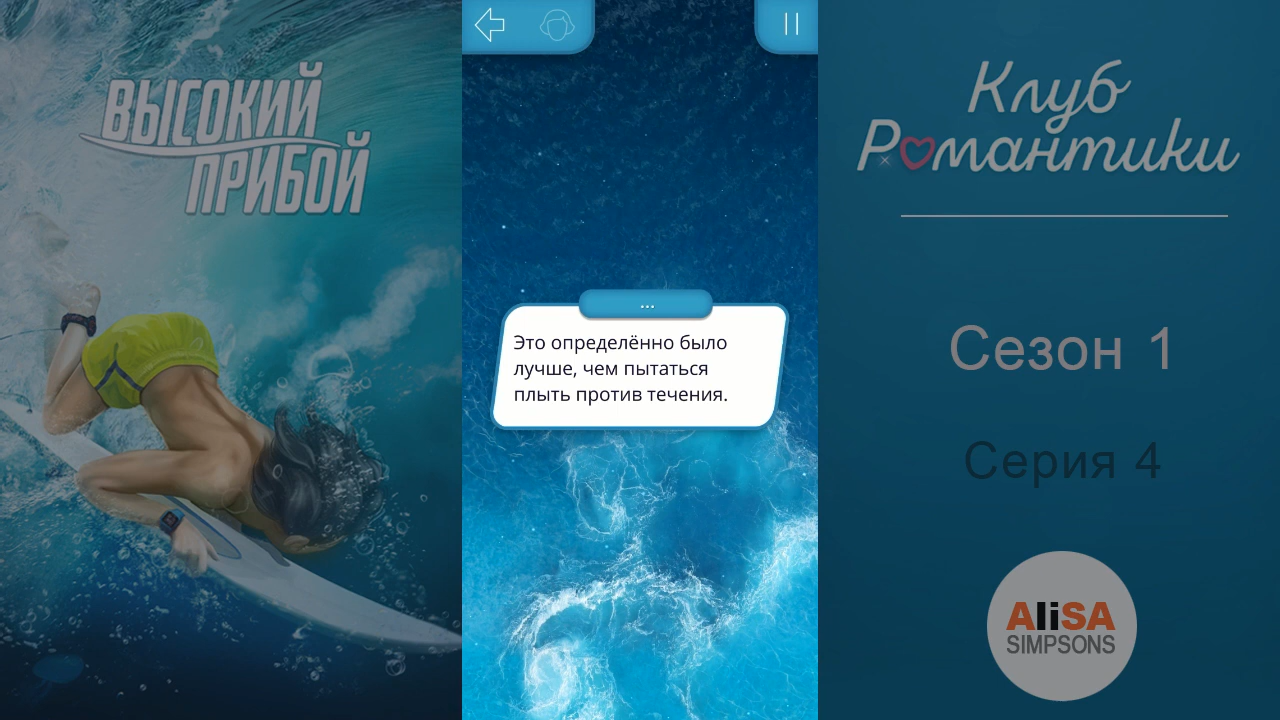 ВЫСОКИЙ
ПРИБОЙ
...
Это определённо было
лучше, чем пытаться
плыть против течения.
Клуб
Романтики
Сезон 1
Серия 4
AliSA
SIMPSONS